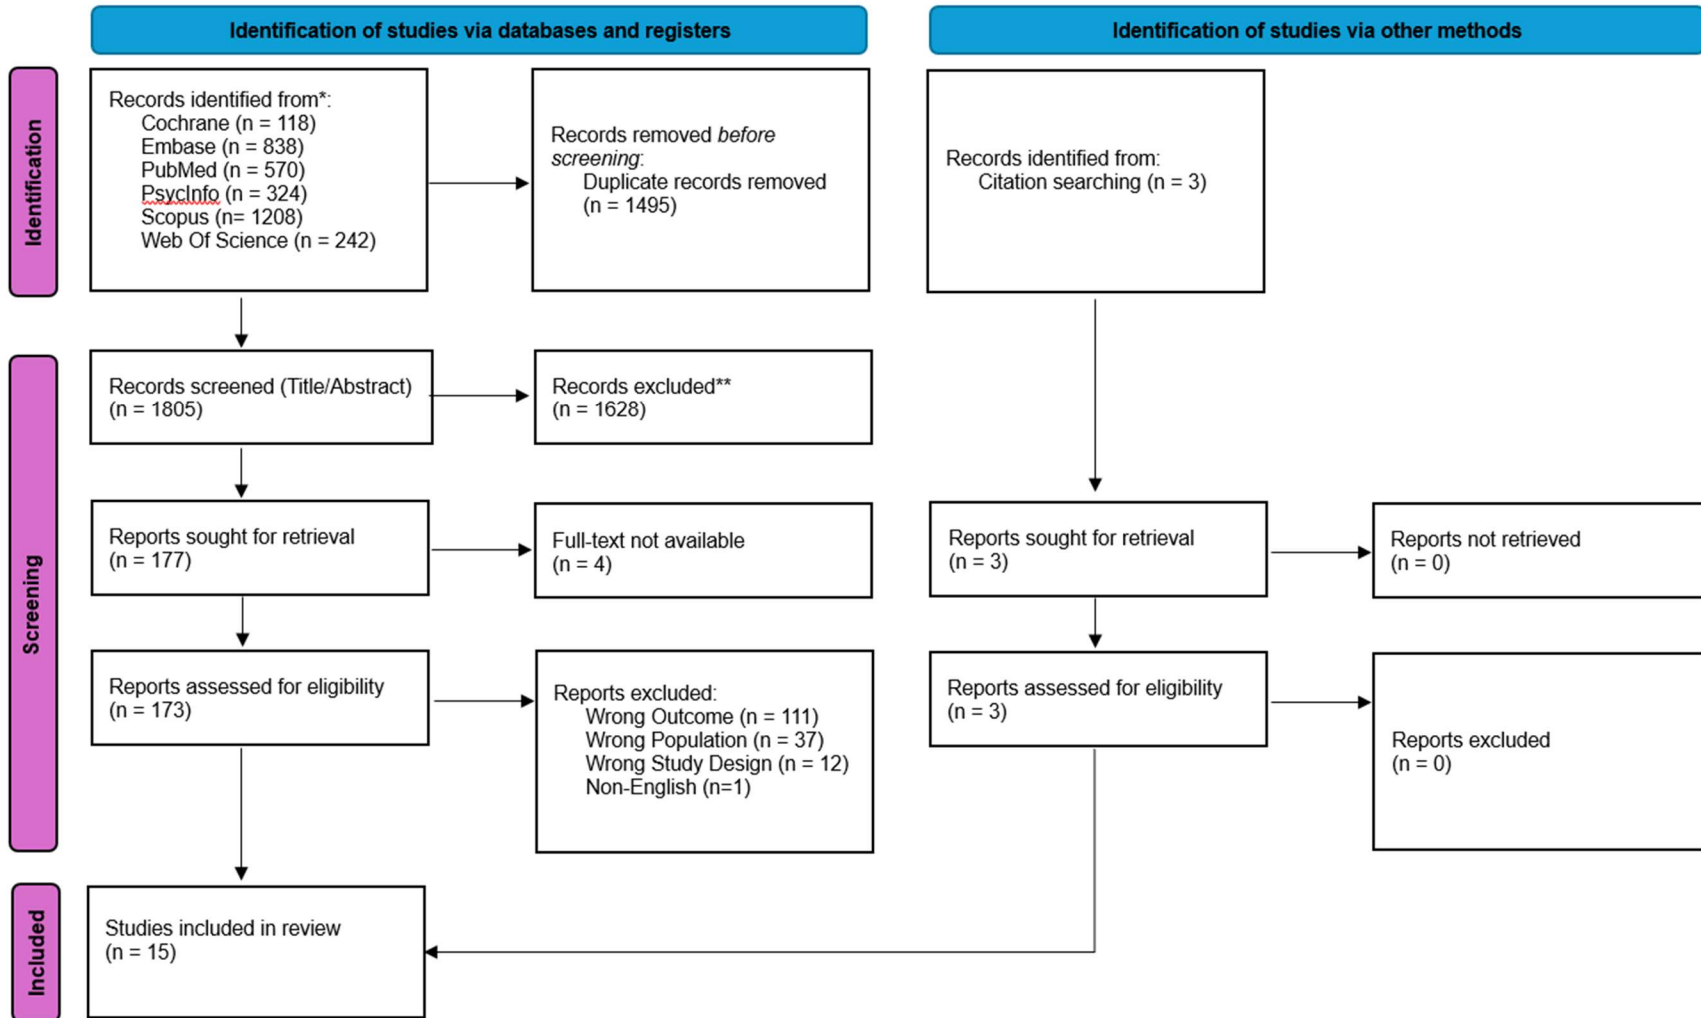 Identification of studies via databases and registers
Identification of studies via other methods
Identification
Records identified from*:
Cochrane (n = 118)
Embase (n = 838)
PubMed (n = 570)
PsycInfo (n = 324)
Scopus (n= 1208)
Web Of Science (n = 242)
Records removed before
screening:
Duplicate records removed
(n = 1495)
Records identified from:
Citation searching (n = 3)
Screening
Records screened (Title/Abstract)
(n = 1805)
Records excluded**
(n = 1628)
Reports sought for retrieval
(n = 177)
Full-text not available
(n = 4)
Reports sought for retrieval
(n = 3)
Reports not retrieved
(n = 0)
Reports assessed for eligibility
(n = 173)
Reports excluded:
Wrong Outcome (n = 111)
Wrong Population (n = 37)
Wrong Study Design (n = 12)
Non-English (n=1)
Reports assessed for eligibility
(n = 3)
Reports excluded
(n = 0)
Included
Studies included in review
(n = 15)